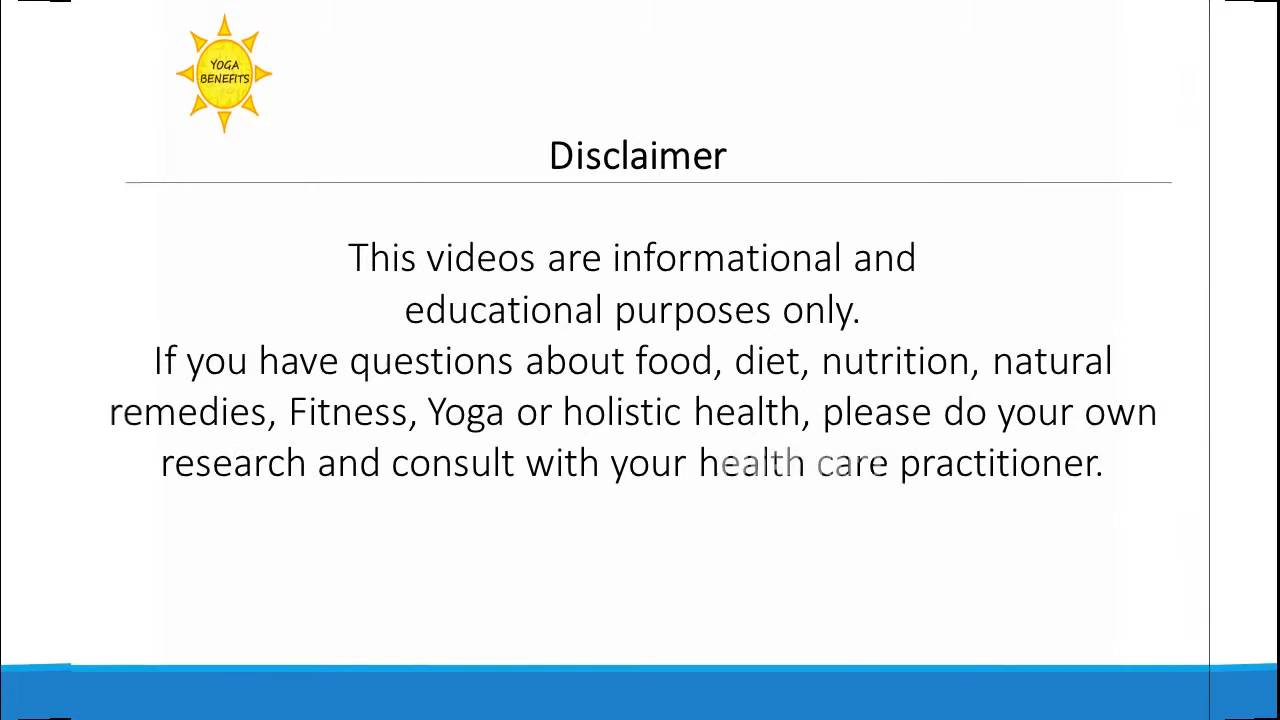 YOGA
BENEFITS
Disclaimer
This videos are informational and
educational purposes only.
If you have questions about food, diet, nutrition, natural
remedies, Fitness, Yoga or holistic health, please do your own
research and consult with your health care practitioner.